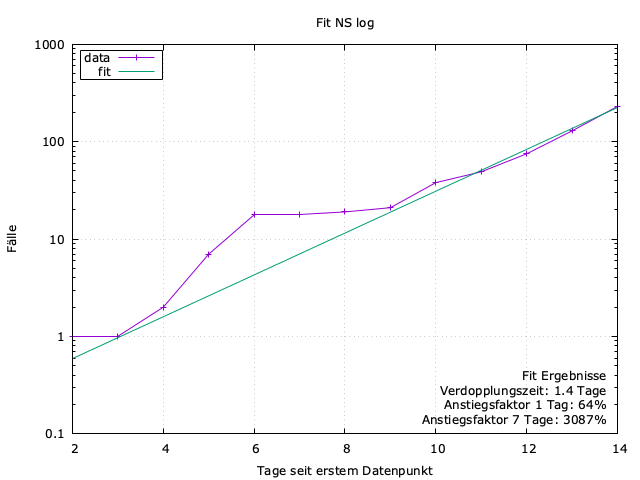 Fit NS log
1000
100
10
1
0.1
data
fit
Fälle
Fit Ergebnisse
Verdopplungszeit: 1.4 Tage
Anstiegsfaktor 1 Tag: 64%
Anstiegsfaktor 7 Tage: 3087%
2 4 6 8 10 12 14
Tage seit erstem Datenpunkt